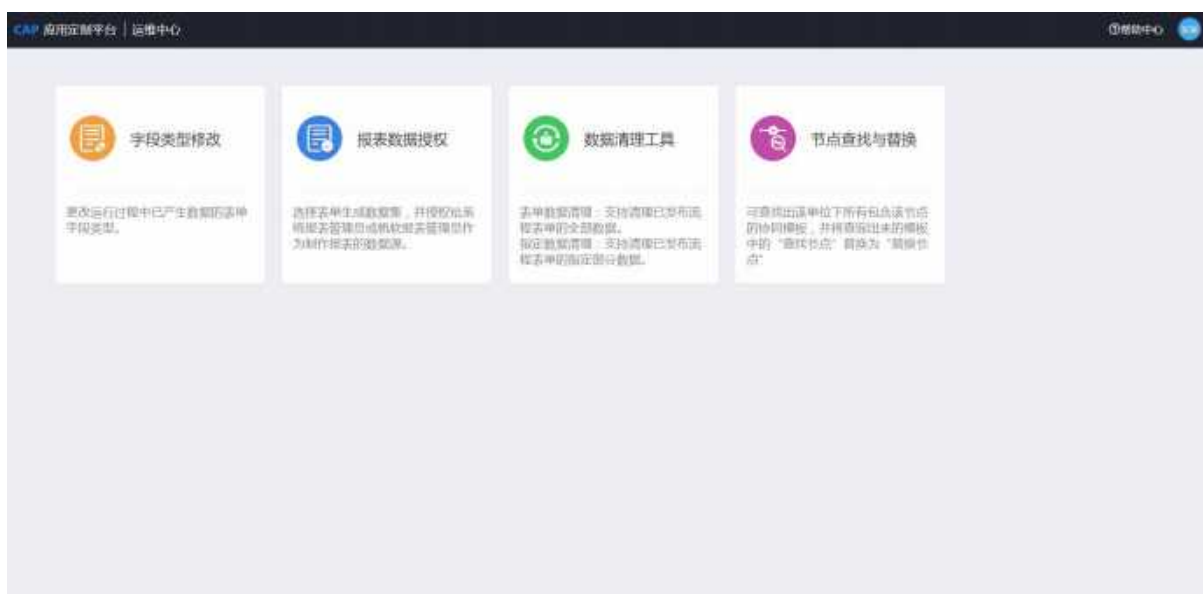 CAP 应用定制平台 | 运维中心
帮助中心
字段类型修改
报表数据授权
数据清理工具
节点查找与替换
更改运行过程中已产生数据的表单
字段类型。
选择表单生成数据集，并授权给系
统报表管理员或帆软报表管理员作
为制作报表的数据源。
表单数据清理：支持清理已发布流
程表单的全部数据。
指定数据清理：支持清理已发布流
程表单的指定部分数据。
可查找出该单位下所有包含该节点
的协同模板，并将查询出来的模板
中的“查找节点”替换为“替换节
点”